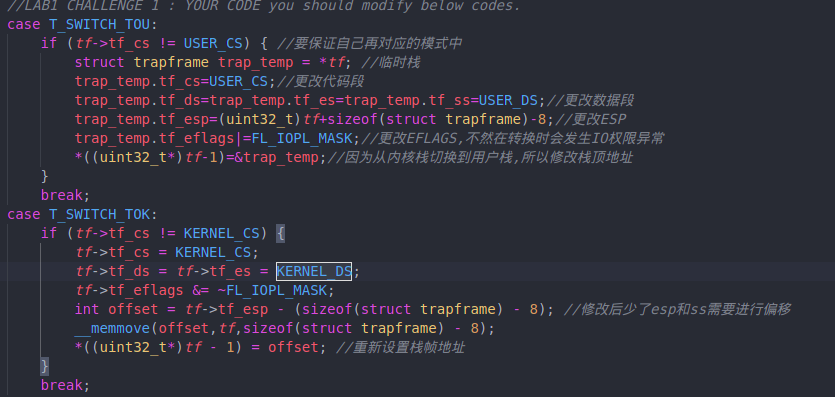 //LAB1 CHALLENGE 1 : YOUR CODE you should modify below codes.
case T_SWITCH_TOU:
    if (tf->tf_cs != USER_CS) { //要保证自己再对应的模式中
        struct trapframe trap_temp = *tf; //临时栈
        trap_temp.tf_cs=USER_CS;//更改代码段
        trap_temp.tf_ds=trap_temp.tf_es=trap_temp.tf_ss=USER_DS;//更改数据段
        trap_temp.tf_esp=(uint32_t)tf+sizeof(struct trapframe)-8;//更改ESP
        trap_temp.tf_eflags|=FL_IOPL_MASK;//更改EFLAGS,不然在转换时会发生IO权限异常
        *((uint32_t*)tf-1)=&trap_temp;//因为从内核栈切换到用户栈,所以修改栈顶地址
    }
    break;
case T_SWITCH_TOK:
    if (tf->tf_cs != KERNEL_CS) {
        tf->tf_cs = KERNEL_CS;
        tf->tf_ds = tf->tf_es = KERNEL_DS;
        tf->tf_eflags &= ~FL_IOPL_MASK;
        int offset = tf->tf_esp - (sizeof(struct trapframe) - 8); //修改后少了esp和ss需要进行偏移
        __memmove(offset,tf,sizeof(struct trapframe) - 8);
        *((uint32_t*)tf - 1) = offset; //重新设置栈帧地址
    }
    break;